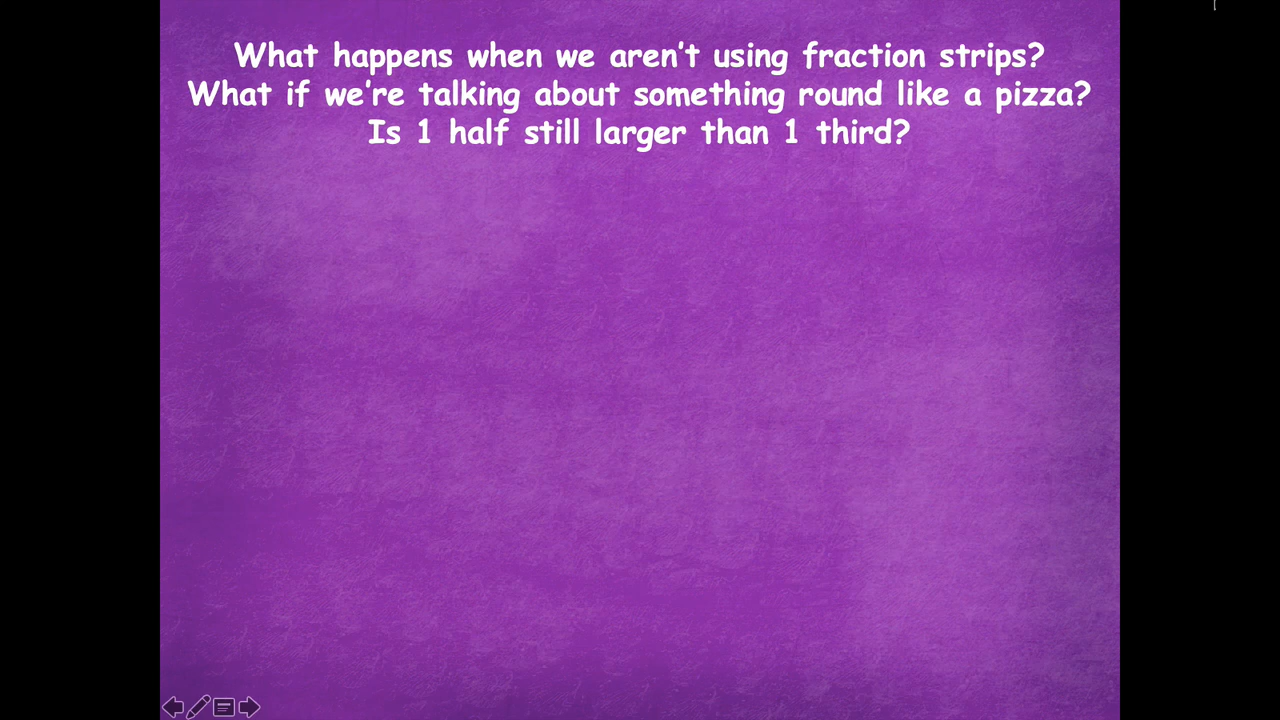 What happens when we aren't using fraction strips?
What if we're talking about something round like a pizza?
Is 1 half still larger than 1 third?